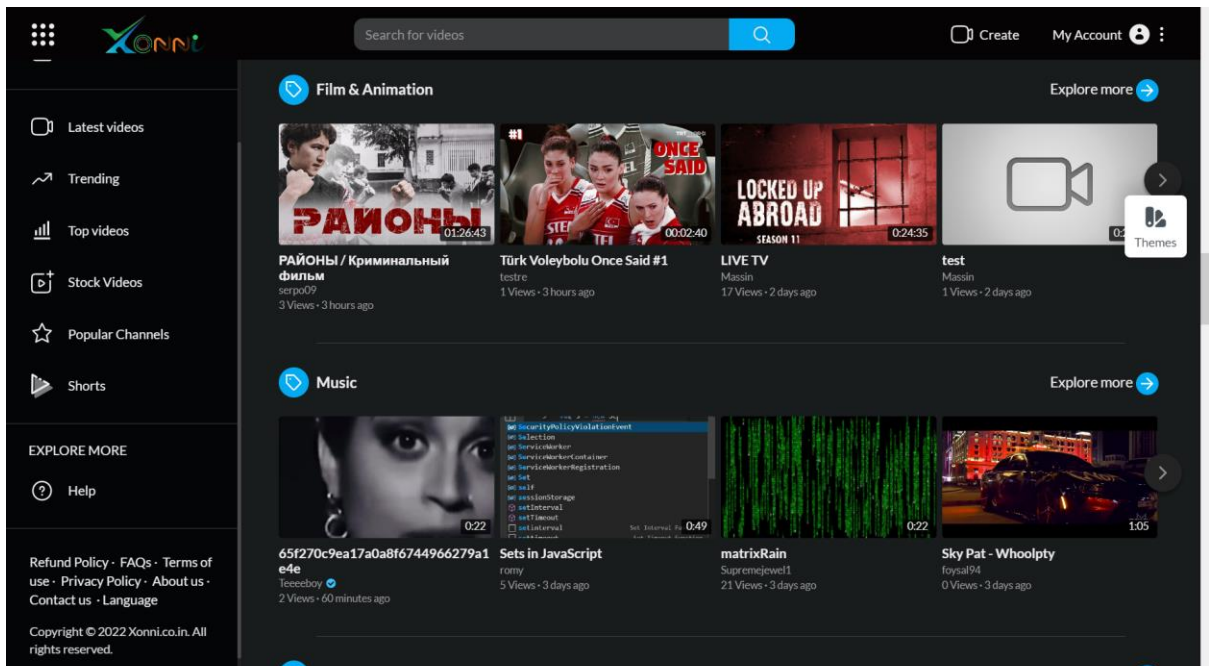 Xonni
Search for videos
Create
My Account
Latest videos
Trending
Top videos
Stock Videos
Popular Channels
Shorts
EXPLORE MORE
Help
Refund Policy · FAQs · Terms of
use · Privacy Policy · About us ·
Contact us · Language
Copyright © 2022 Xonni.co.in. All
rights reserved.
Film & Animation
Explore more
РАЙОНЫ
01:26:43
РАЙОНЫ / Криминальный
фильм
serpo09
3 Views · 3 hours ago
#1
ONCE
SAID
00:02:40
Türk Voleybolu Once Said #1
testre
1 Views · 3 hours ago
LOCKED UP
ABROAD
SEASON 11
0:24:35
LIVE TV
Massin
17 Views · 2 days ago
test
Massin
1 Views · 2 days ago
Themes
Music
Explore more
0:22
65f270c9ea17a0a8f6744966279a1
e4e
Teeeeboy
2 Views · 60 minutes ago
SecurityPolicyViolationEvent
Selection
ServiceWorker
ServiceWorkerContainer
ServiceWorkerRegistration
Set
self
sessionStorage
setInterval
setTimeout
setinterval
Set Interval
0:49
Sets in JavaScript
romy
5 Views · 3 days ago
0:22
matrixRain
Supremejewel1
21 Views · 3 days ago
1:05
Sky Pat - Whoolpty
foysal94
0 Views · 3 days ago